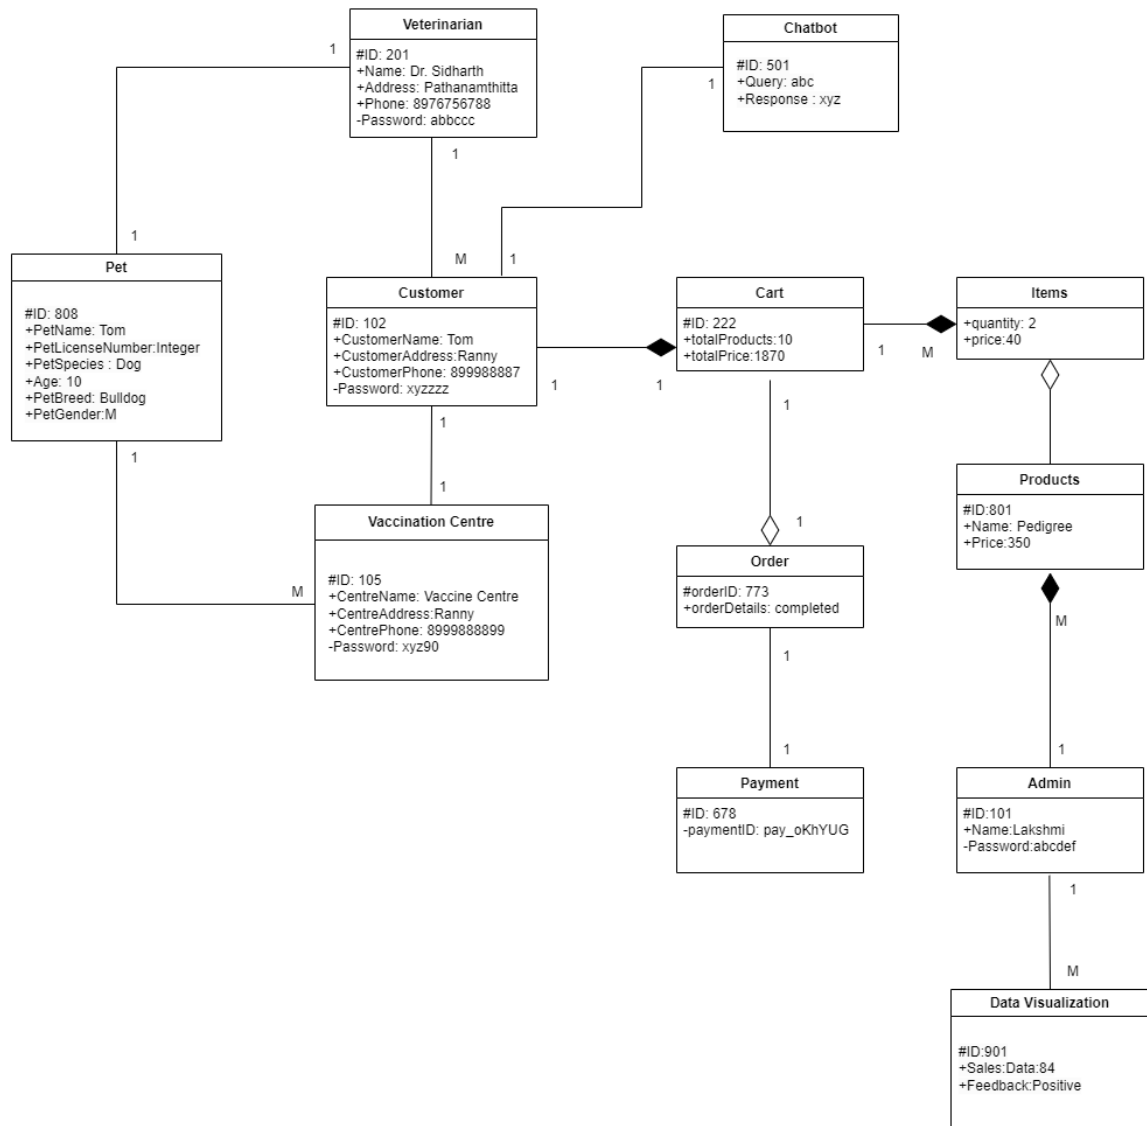 Veterinarian
#ID: 201
+Name: Dr. Sidharth
+Address: Pathanamthitta
+Phone: 8976756788
-Password: abbccc
Chatbot
#ID: 501
+Query: abc
+Response : xyz
1
1
1
1
M
1
Pet
#ID: 808
+PetName: Tom
+PetLicenseNumber:Integer
+PetSpecies : Dog
+Age: 10
+PetBreed: Bulldog
+PetGender:M
Customer
#ID: 102
+CustomerName: Tom
+CustomerAddress:Ranny
+CustomerPhone: 899988887
-Password: xyzzzz
Cart
#ID: 222
+totalProducts:10
+totalPrice:1870
Items
+quantity: 2
+price:40
1
1
1
M
1
1
1
1
M
1
Vaccination Centre
#ID: 105
+CentreName: Vaccine Centre
+CentreAddress:Ranny
+CentrePhone: 8999888899
-Password: xyz90
Products
#ID:801
+Name: Pedigree
+Price:350
Order
#orderID: 773
+orderDetails: completed
M
1
1
1
Payment
#ID: 678
-paymentID: pay_oKhYUG
Admin
#ID:101
+Name:Lakshmi
-Password:abcdef
1
M
Data Visualization
#ID:901
+Sales:Data:84
+Feedback:Positive